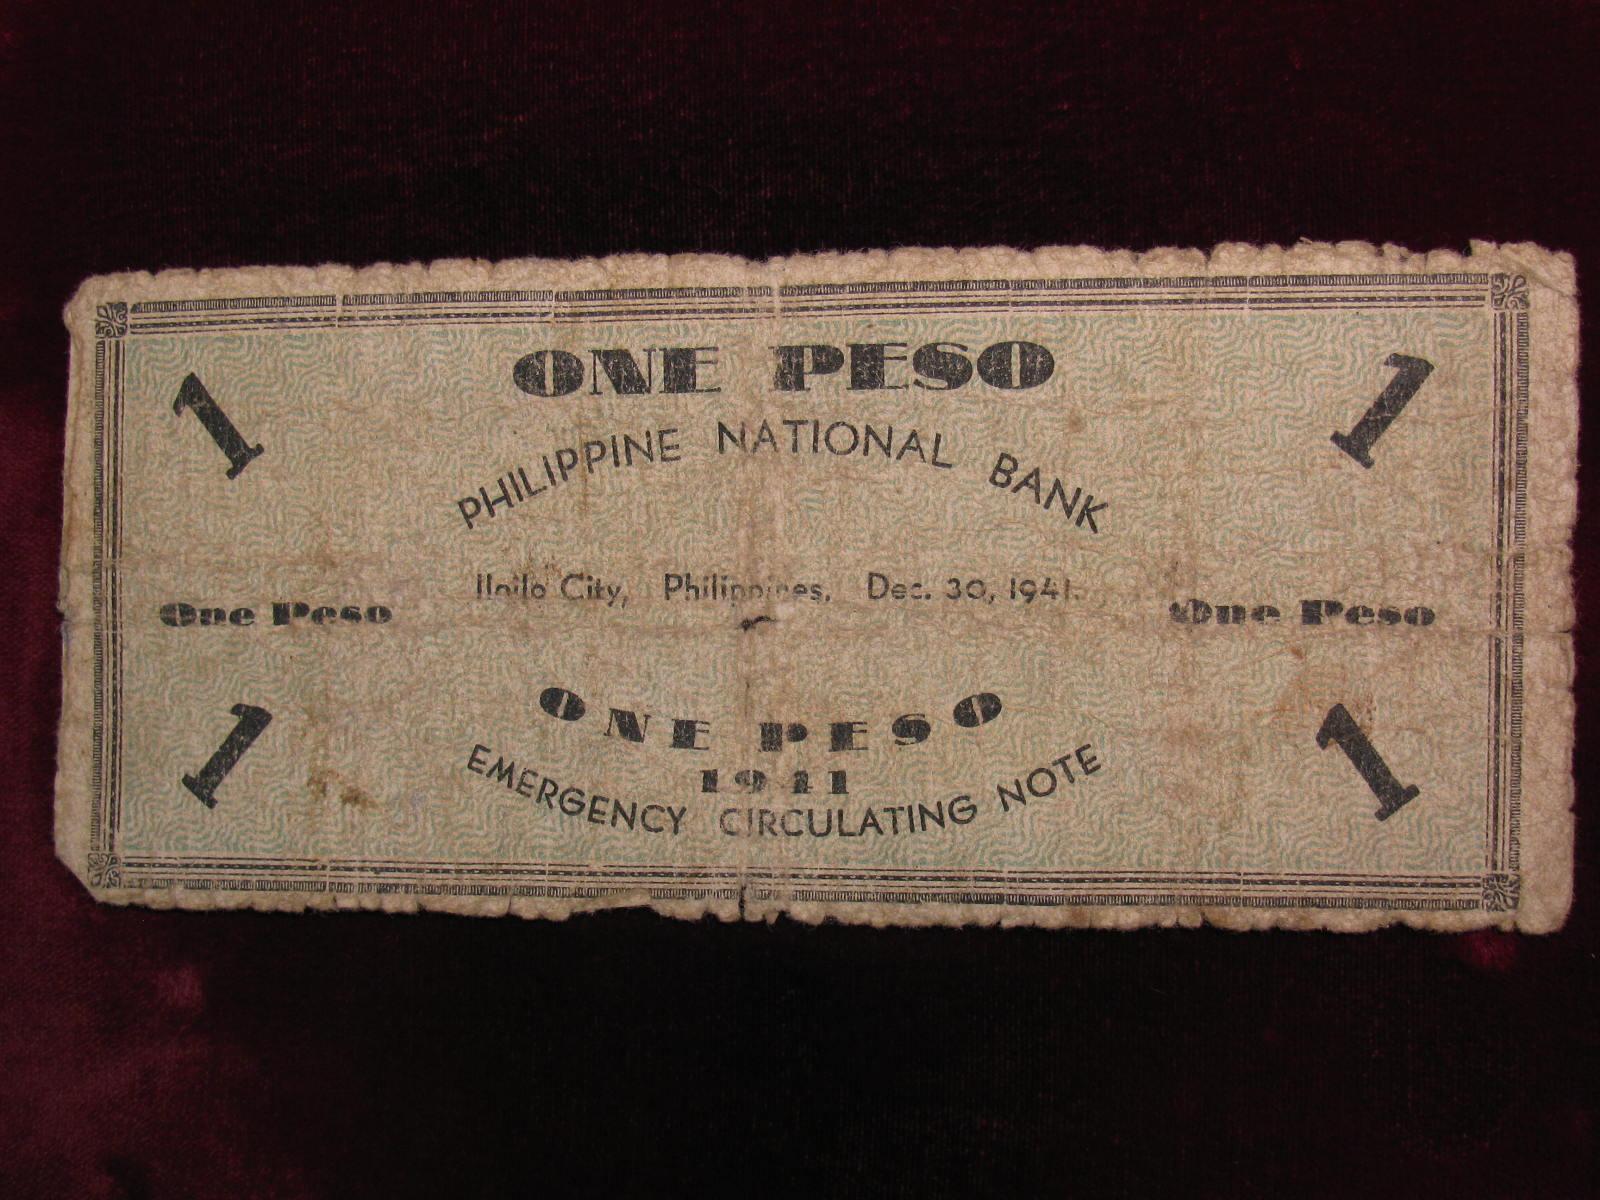 ONE PESO
1 1
PHILIPPINE NATIONAL BANK
Iloilo City, Philippines, Dec. 30, 1941.
One Peso One Peso
ONE PESO
1 1
1941
EMERGENCY CIRCULATING NOTE